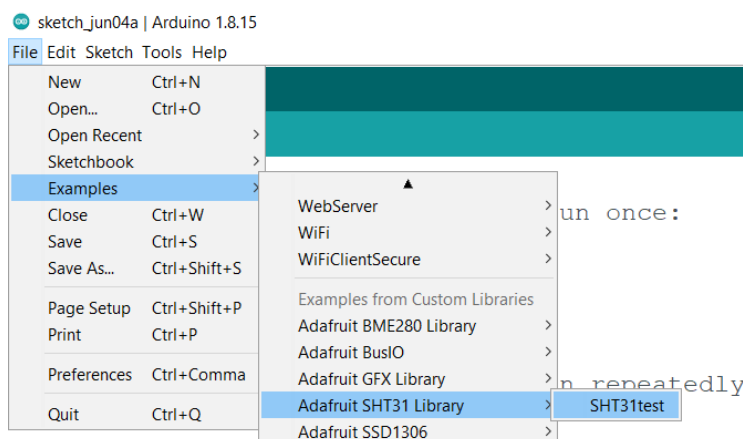 sketch_jun04a | Arduino 1.8.15
File Edit Sketch Tools Help
New Ctrl+N
Open... Ctrl+O
Open Recent
Sketchbook
Examples
Close Ctrl+W
Save Ctrl+S
Save As... Ctrl+Shift+S
Page Setup Ctrl+Shift+P
Print Ctrl+P
Preferences Ctrl+Comma
Quit Ctrl+Q
WebServer
WiFi
WiFiClientSecure
Examples from Custom Libraries
Adafruit BME280 Library
Adafruit BusIO
Adafruit GFX Library
Adafruit SHT31 Library
Adafruit SSD1306
SHT31test
un once:
n repeatedly